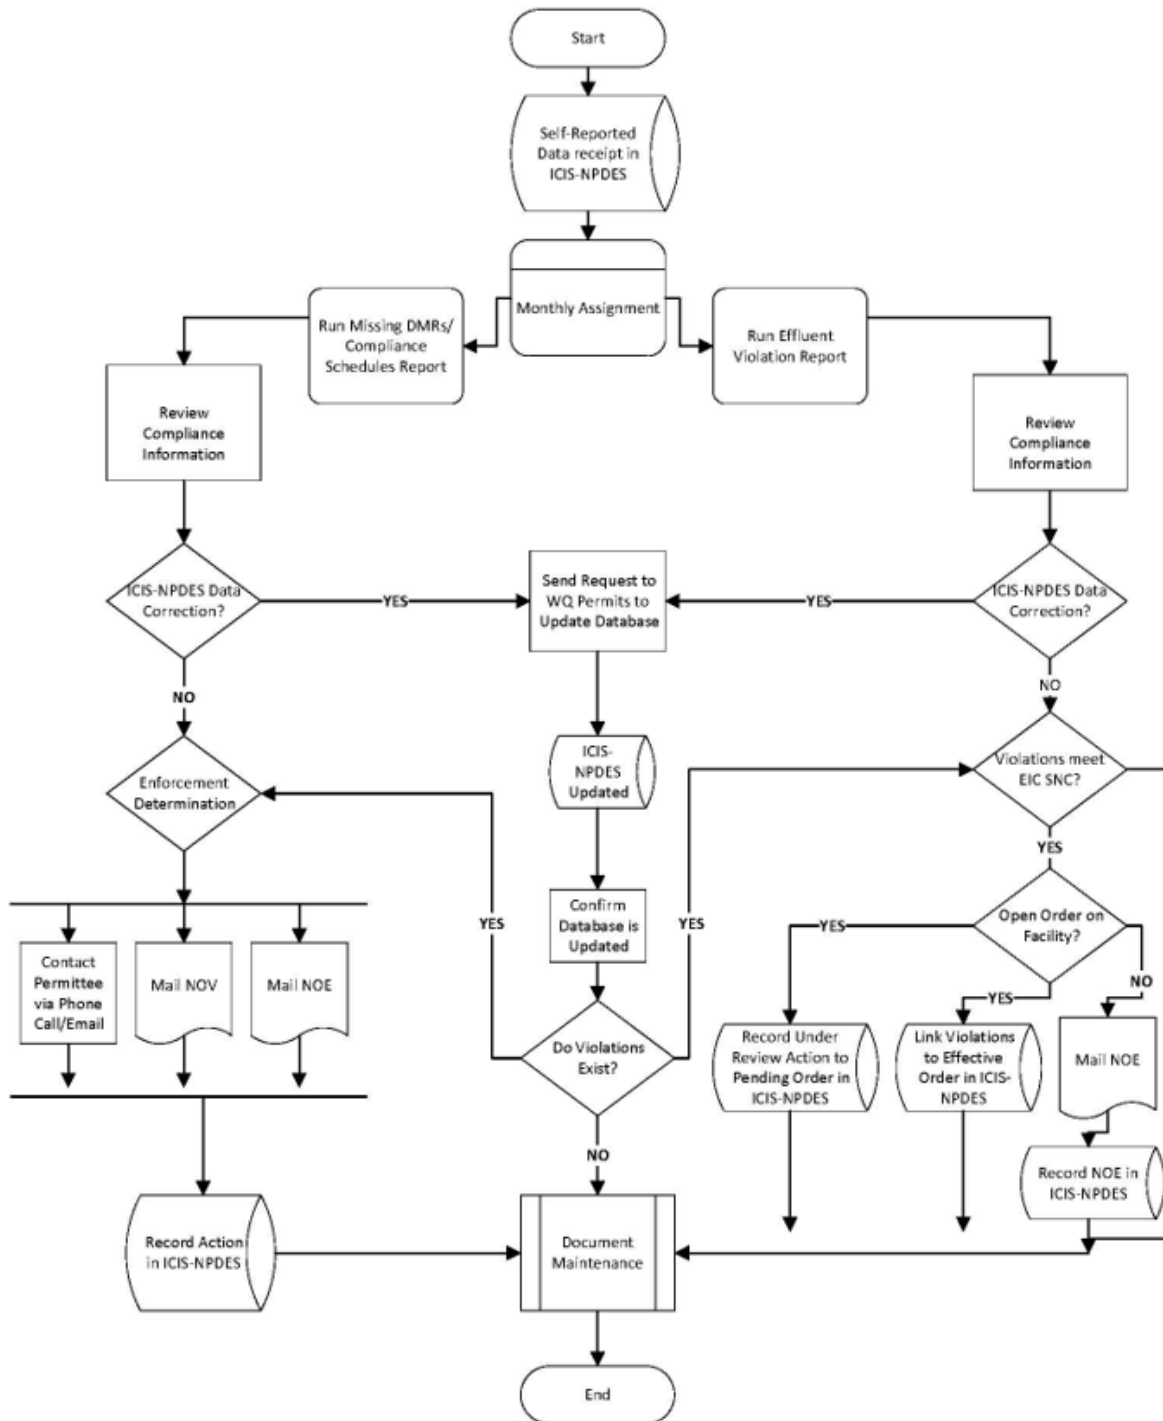 Start
Self-Reported
Data receipt in
ICIS-NPDES
Monthly Assignment
Run Missing DMRs/
Compliance
Schedules Report
Run Effluent
Violation Report
Review
Compliance
Information
Review
Compliance
Information
ICIS-NPDES Data
Correction?
YES
Send Request to
WQ Permits to
Update Database
YES
ICIS-NPDES Data
Correction?
NO
NO
Enforcement
Determination
ICIS-
NPDES
Updated
Violations meet
EIC SNC?
YES
YES
YES
Confirm
Database is
Updated
Open Order on
Facility?
YES
YES
NO
Contact
Permittee
via Phone
Call/Email
Mail NOV
Mail NOE
Do Violations
Exist?
Record Under
Review Action to
Pending Order in
ICIS-NPDES
Link Violations
to Effective
Order in ICIS-
NPDES
Mail NOE
NO
Record NOE in
ICIS-NPDES
Record Action
in ICIS-NPDES
Document
Maintenance
End